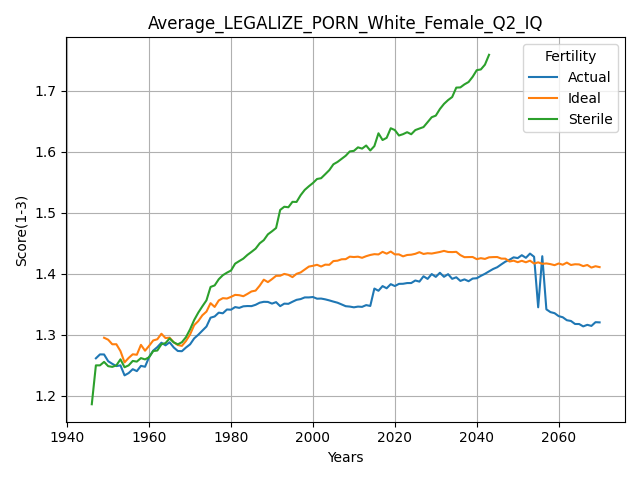 Average_LEGALIZE_PORN_White_Female_Q2_IQ
Fertility
Actual
Ideal
Sterile
Score(1-3)
1.7
1.6
1.5
1.4
1.3
1.2
1940
1960
1980
2000
2020
2040
2060
Years